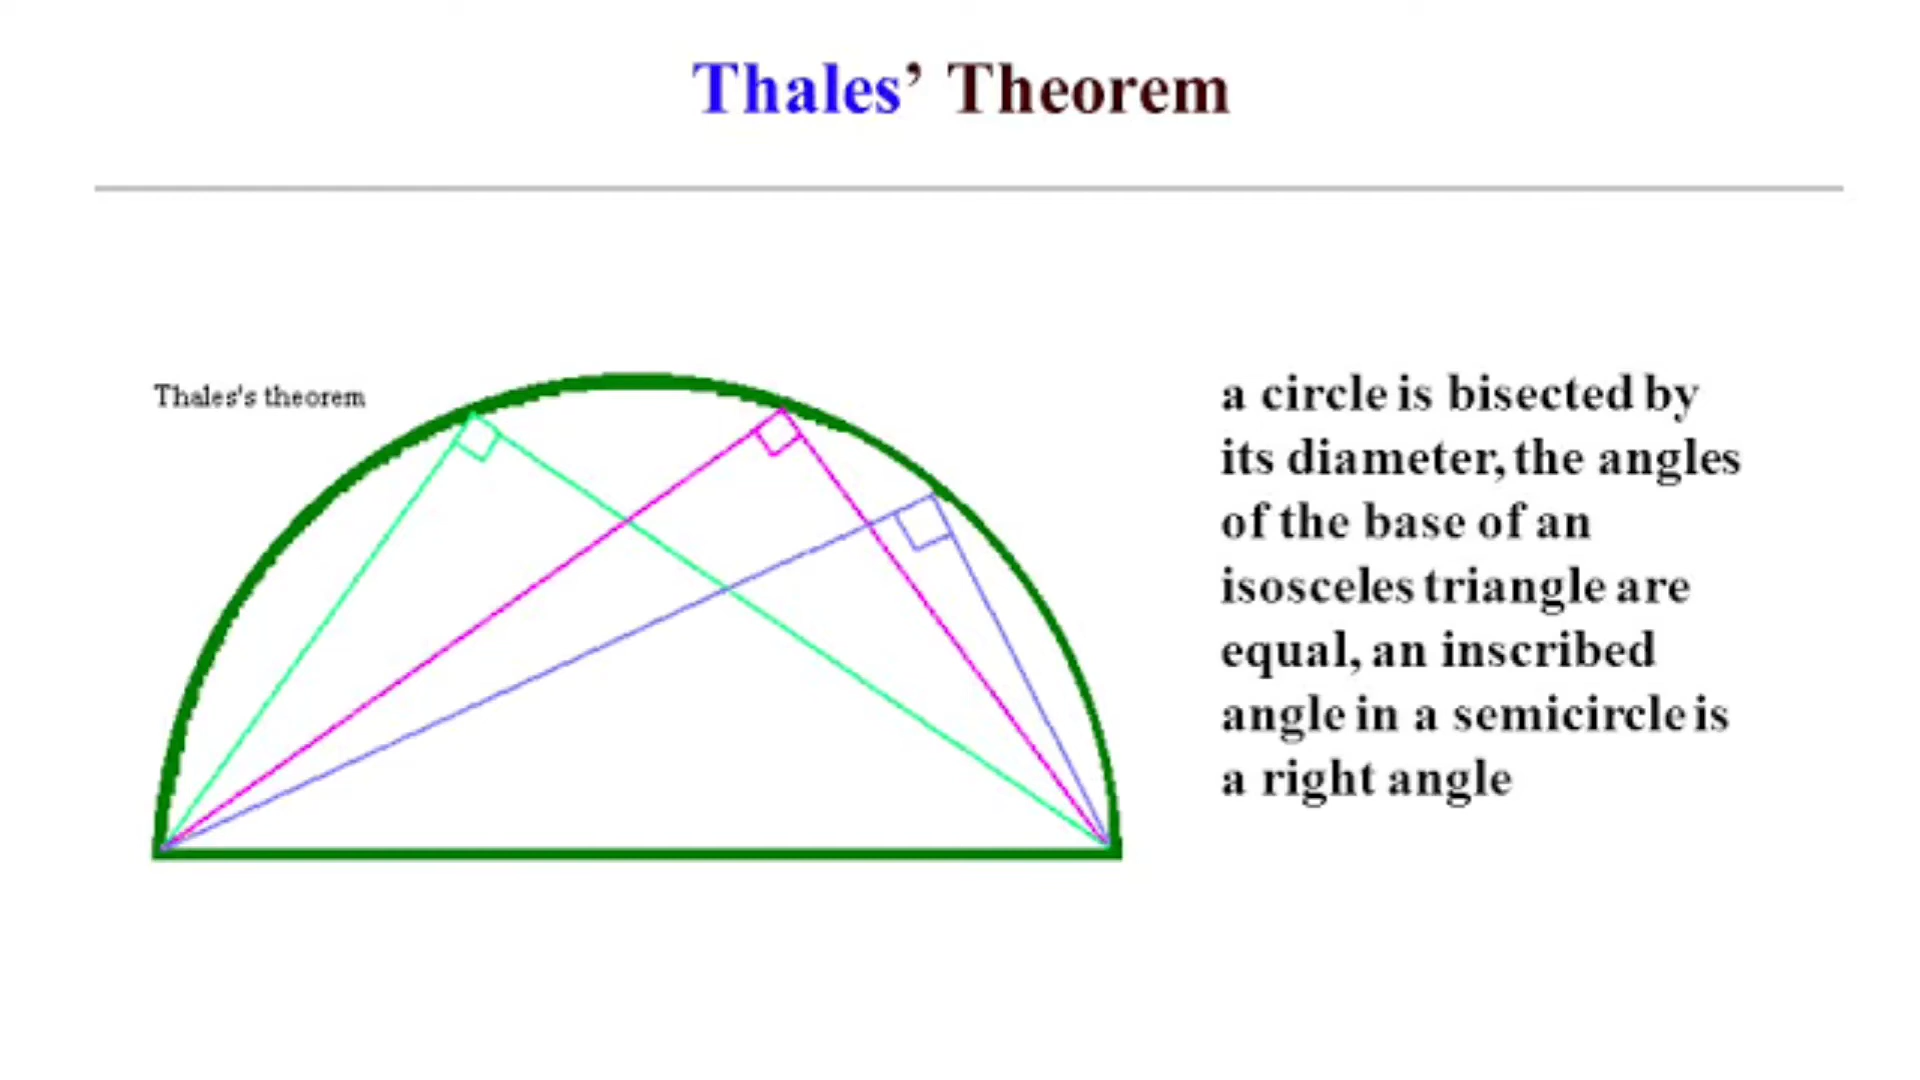 Thales’ Theorem
Thales's theorem
a circle is bisected by
its diameter, the angles
of the base of an
isosceles triangle are
equal, an inscribed
angle in a semicircle is
a right angle